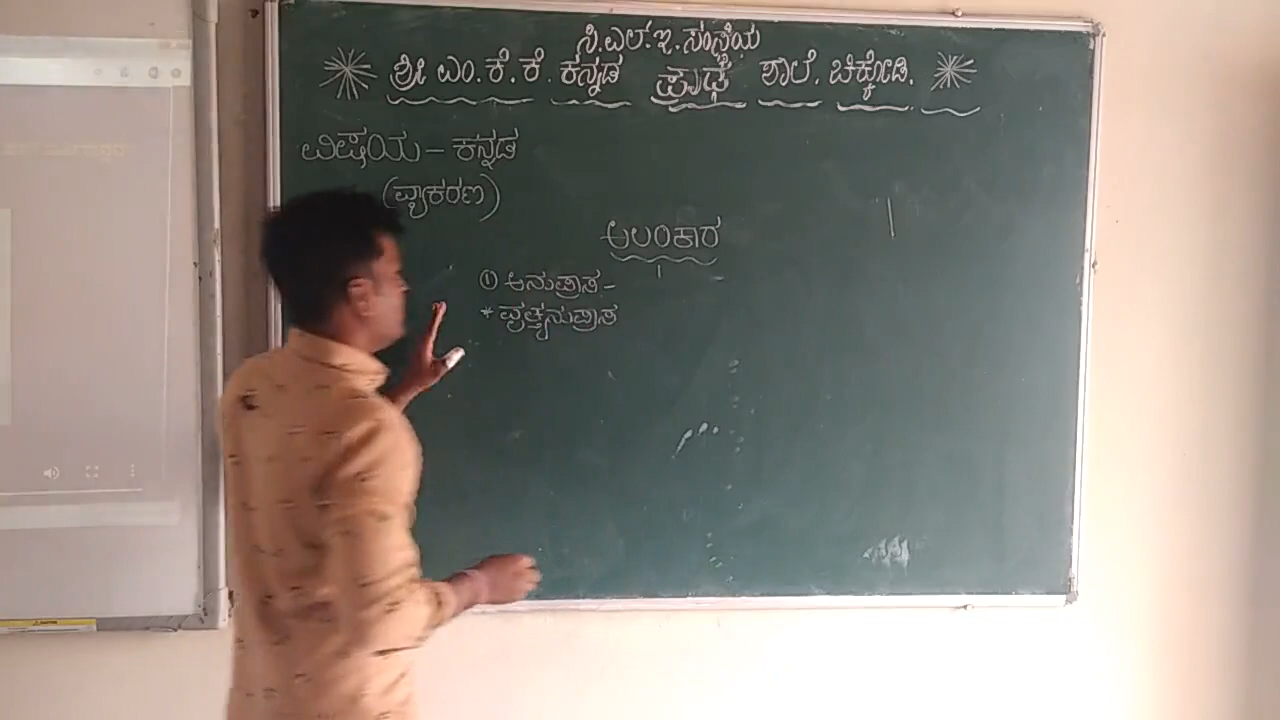 ಸಿ.ಎಲ್.ಇ.ಸಂಸ್ಥೆಯ
ಶ್ರೀ ಎಂ.ಕೆ.ಕೆ. ಕನ್ನಡ ಪ್ರೌಢ ಶಾಲೆ. ಚಿಕ್ಕೋಡಿ.
ವಿಷಯ - ಕನ್ನಡ
(ವ್ಯಾಕರಣ)
ಅಲಂಕಾರ
① ಅನುಪ್ರಾಸ -
* ವೃತ್ತ್ಯನುಪ್ರಾಸ